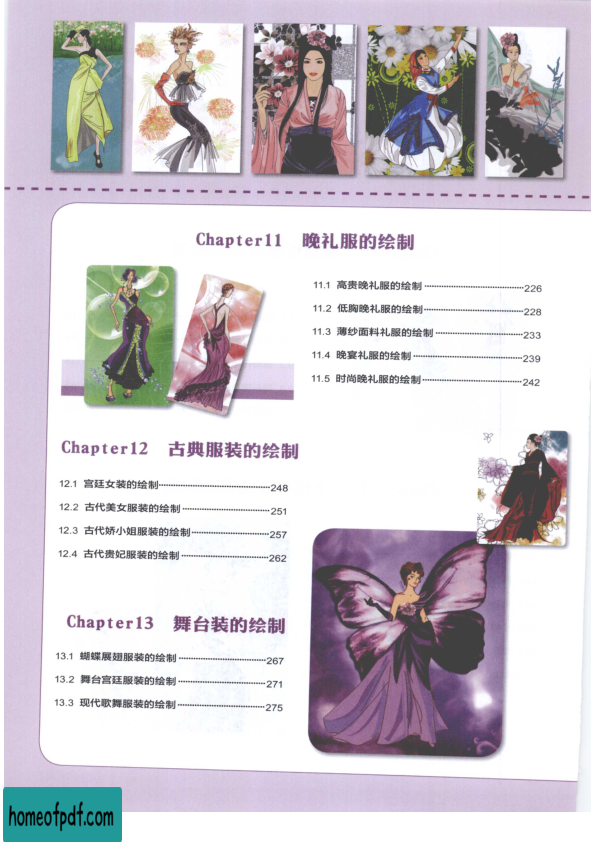 Chapter11 晚礼服的绘制
11.1 高贵晚礼服的绘制 226
11.2 低胸晚礼服的绘制 228
11.3 薄纱面料礼服的绘制 233
11.4 晚宴礼服的绘制 239
11.5 时尚晚礼服的绘制 242
Chapter12 古典服装的绘制
12.1 宫廷女装的绘制 248
12.2 古代美女服装的绘制 251
12.3 古代娇小姐服装的绘制 257
12.4 古代贵妃服装的绘制 262
Chapter13 舞台装的绘制
13.1 蝴蝶展翅服装的绘制 267
13.2 舞台宫廷服装的绘制 271
13.3 现代歌舞服装的绘制 275
homeofpdf.com